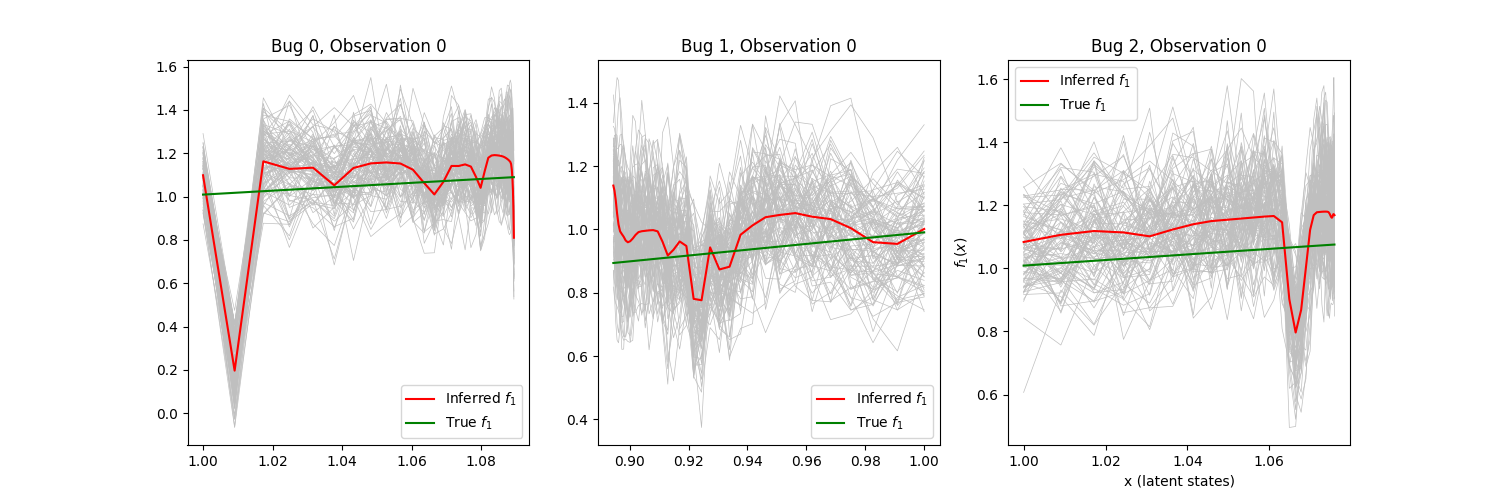 Bug 0, Observation 0
1.6
1.4
1.2
1.0
0.8
0.6
0.4
0.2
0.0
1.00 1.02 1.04 1.06 1.08
Inferred f₁
True f₁
Bug 1, Observation 0
1.4
1.2
1.0
0.8
0.6
0.4
0.90 0.92 0.94 0.96 0.98 1.00
Inferred f₁
True f₁
Bug 2, Observation 0
f₁(x)
1.6
1.4
1.2
1.0
0.8
0.6
1.00 1.02 1.04 1.06
x (latent states)
Inferred f₁
True f₁